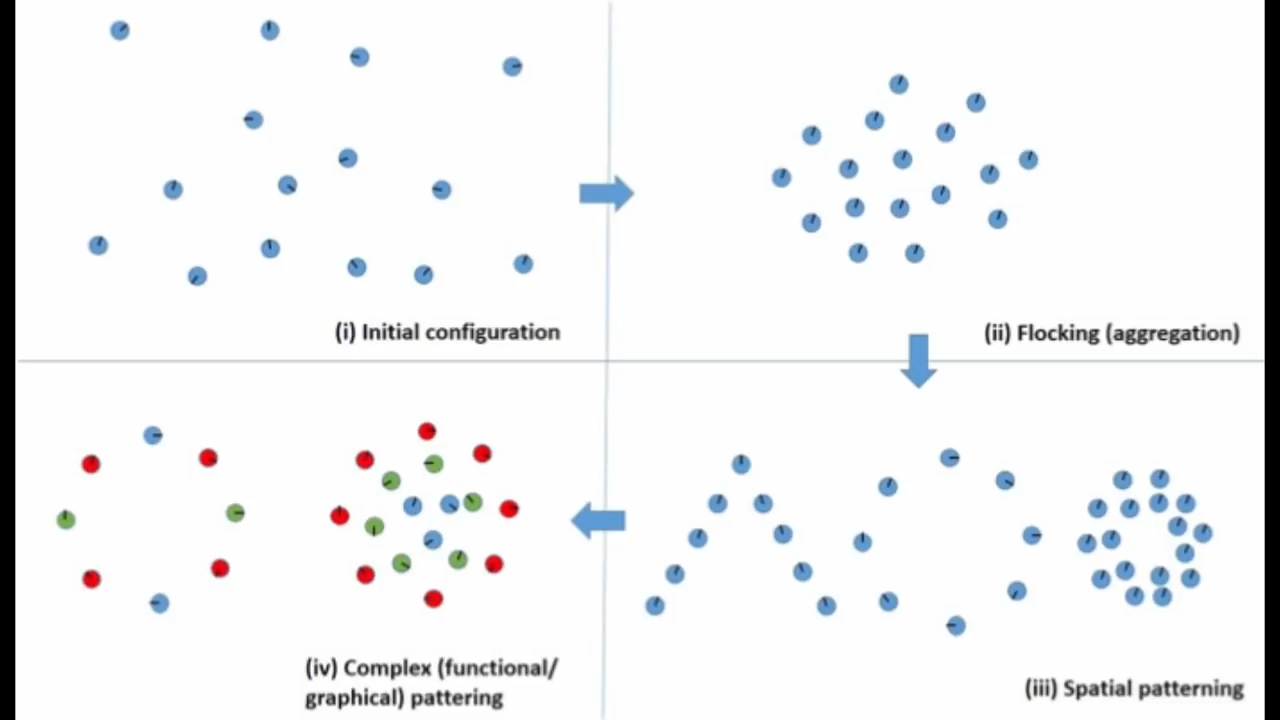 (i) Initial configuration
(ii) Flocking (aggregation)
(iv) Complex (functional/
graphical) pattering
(iii) Spatial patterning